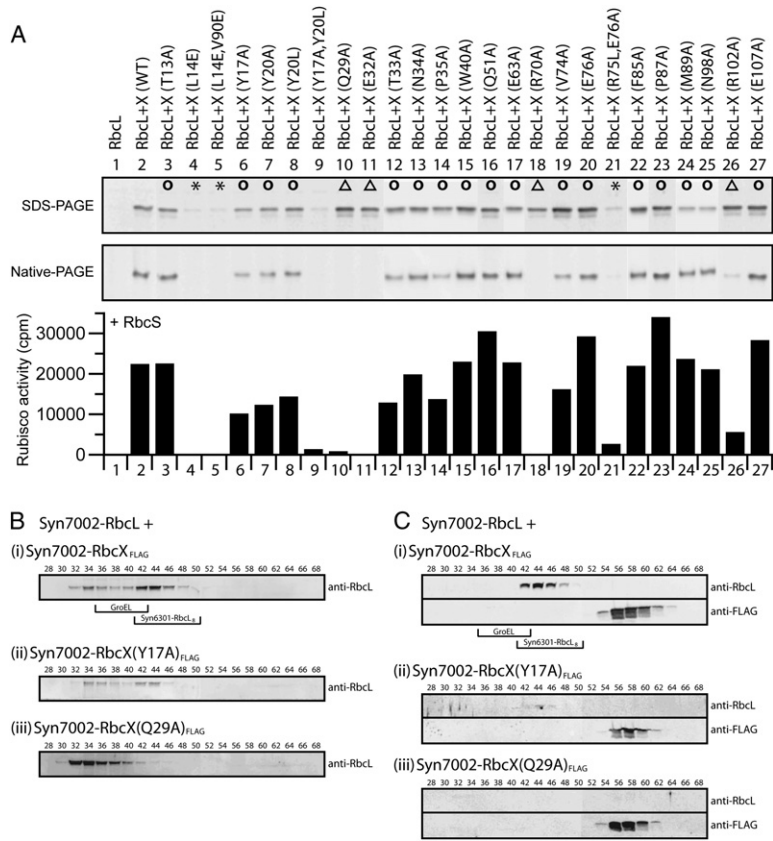 A
RbcL
RbcL+X (WT)
RbcL+X (T13A)
RbcL+X (L14E)
RbcL+X (L14E,V90E)
RbcL+X (Y17A)
RbcL+X (Y20A)
RbcL+X (Y20L)
RbcL+X (Y17A,Y20L)
RbcL+X (Q29A)
RbcL+X (E32A)
RbcL+X (T33A)
RbcL+X (N34A)
RbcL+X (P35A)
RbcL+X (W40A)
RbcL+X (Q51A)
RbcL+X (E63A)
RbcL+X (R70A)
RbcL+X (V74A)
RbcL+X (E76A)
RbcL+X (R75L,E76A)
RbcL+X (F85A)
RbcL+X (P87A)
RbcL+X (M89A)
RbcL+X (N98A)
RbcL+X (R102A)
RbcL+X (E107A)
1 2 3 4 5 6 7 8 9 10 11 12 13 14 15 16 17 18 19 20 21 22 23 24 25 26 27
o * * o o o Δ Δ o o o o o o Δ o o * o o o o Δ o
SDS-PAGE
Native-PAGE
+ RbcS
Rubisco activity (cpm)
30000
20000
10000
0
1 2 3 4 5 6 7 8 9 10 11 12 13 14 15 16 17 18 19 20 21 22 23 24 25 26 27
B Syn7002-RbcL +
(i) Syn7002-RbcX FLAG
28 30 32 34 36 38 40 42 44 46 48 50 52 54 56 58 60 62 64 66 68
anti-RbcL
GroEL
Syn6301-RbcL8
(ii) Syn7002-RbcX(Y17A) FLAG
28 30 32 34 36 38 40 42 44 46 48 50 52 54 56 58 60 62 64 66 68
anti-RbcL
(iii) Syn7002-RbcX(Q29A) FLAG
28 30 32 34 36 38 40 42 44 46 48 50 52 54 56 58 60 62 64 66 68
anti-RbcL
C Syn7002-RbcL +
(i) Syn7002-RbcX FLAG
28 30 32 34 36 38 40 42 44 46 48 50 52 54 56 58 60 62 64 66 68
anti-RbcL
anti-FLAG
GroEL
Syn6301-RbcL8
(ii) Syn7002-RbcX(Y17A) FLAG
28 30 32 34 36 38 40 42 44 46 48 50 52 54 56 58 60 62 64 66 68
anti-RbcL
anti-FLAG
(iii) Syn7002-RbcX(Q29A) FLAG
28 30 32 34 36 38 40 42 44 46 48 50 52 54 56 58 60 62 64 66 68
anti-RbcL
anti-FLAG